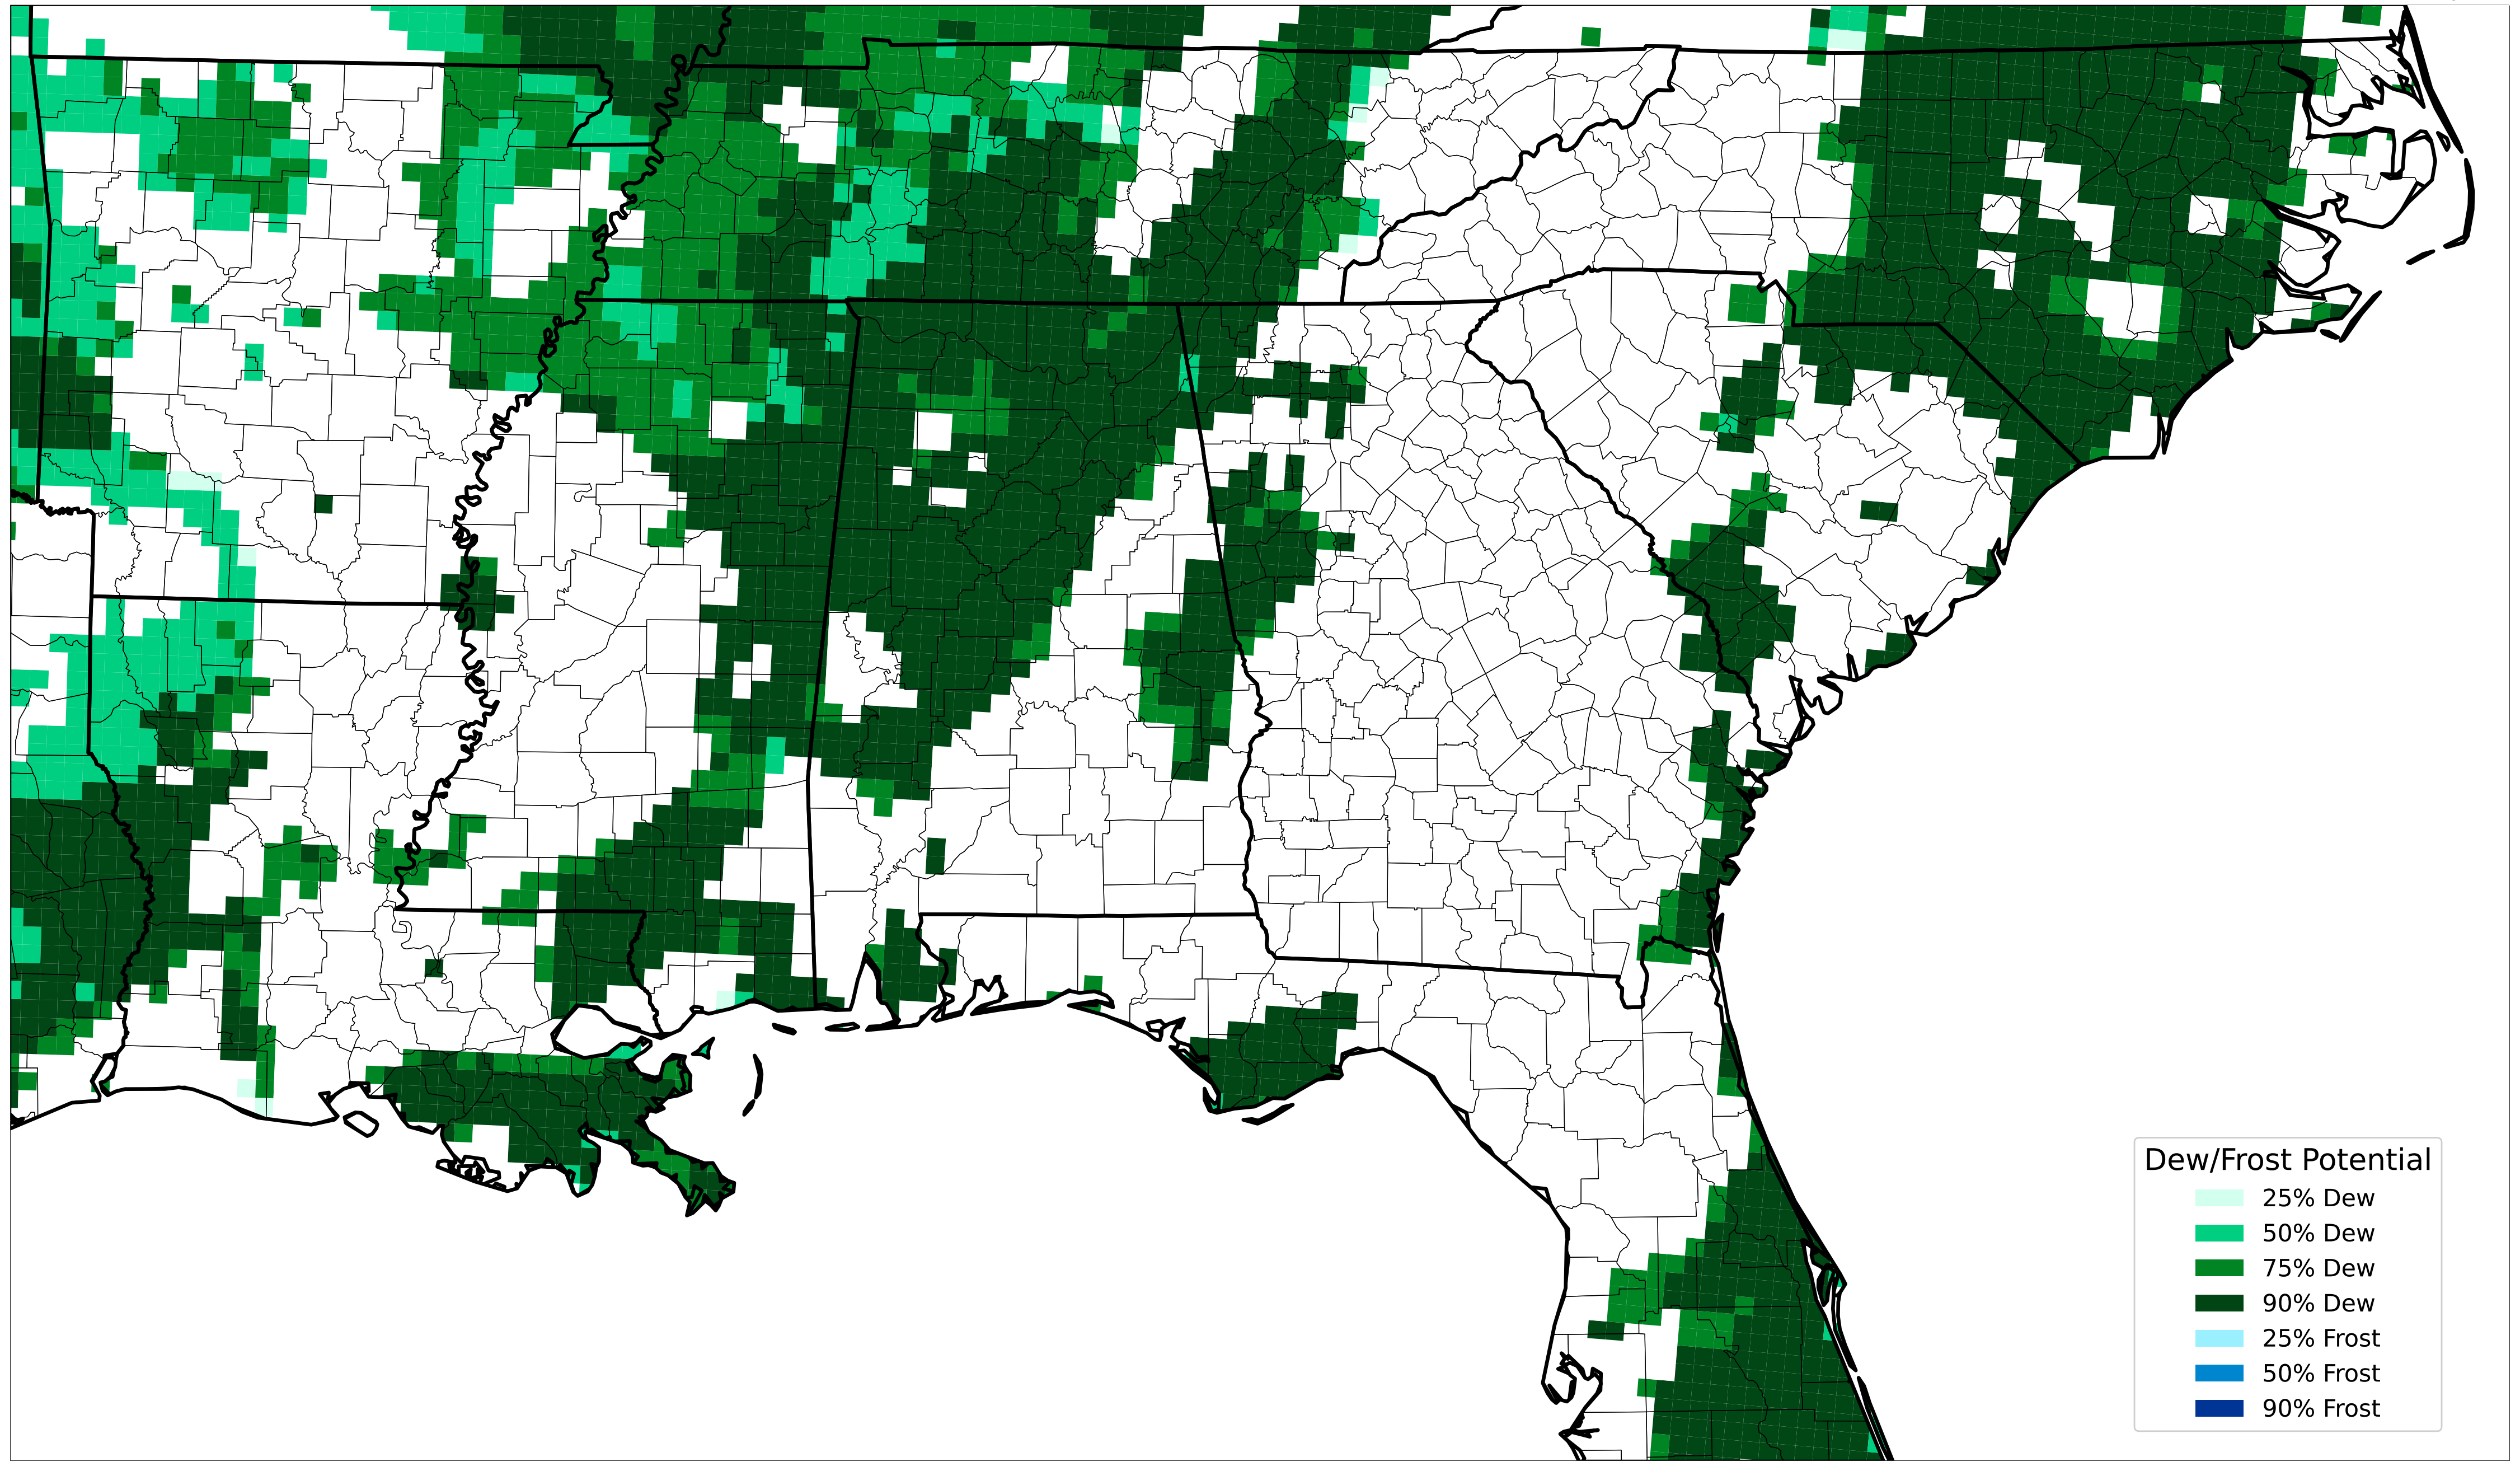 Dew/Frost Potential
25% Dew
50% Dew
75% Dew
90% Dew
25% Frost
50% Frost
90% Frost